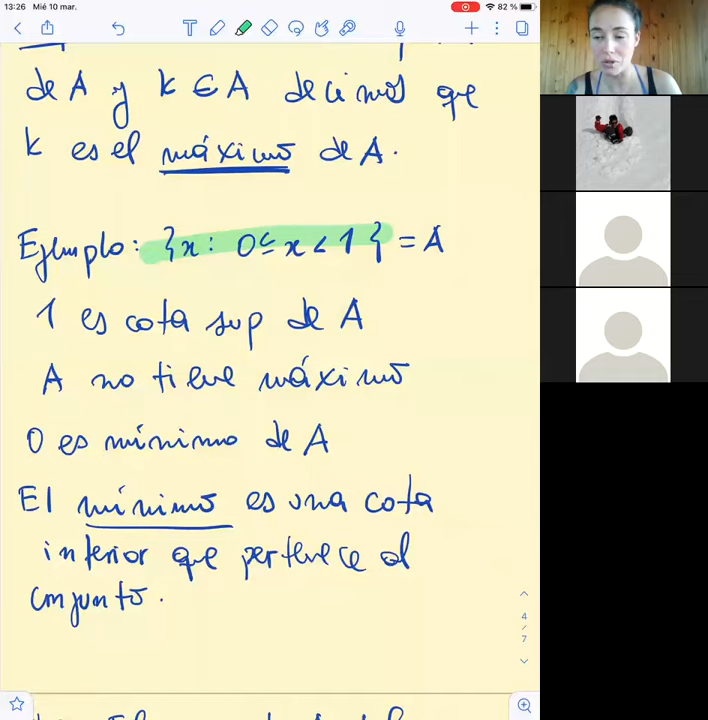 13:26 Mié 10 mar.
82 %
T
de A y k ∈ A decimos que
k es el máximo de A.
Ejemplo: {x : 0 ≤ x < 1} = A
1 es cota sup de A
A no tiene máximo
0 es mínimo de A
El mínimo es una cota
inferior que pertenece al
conjunto.
4
/
7